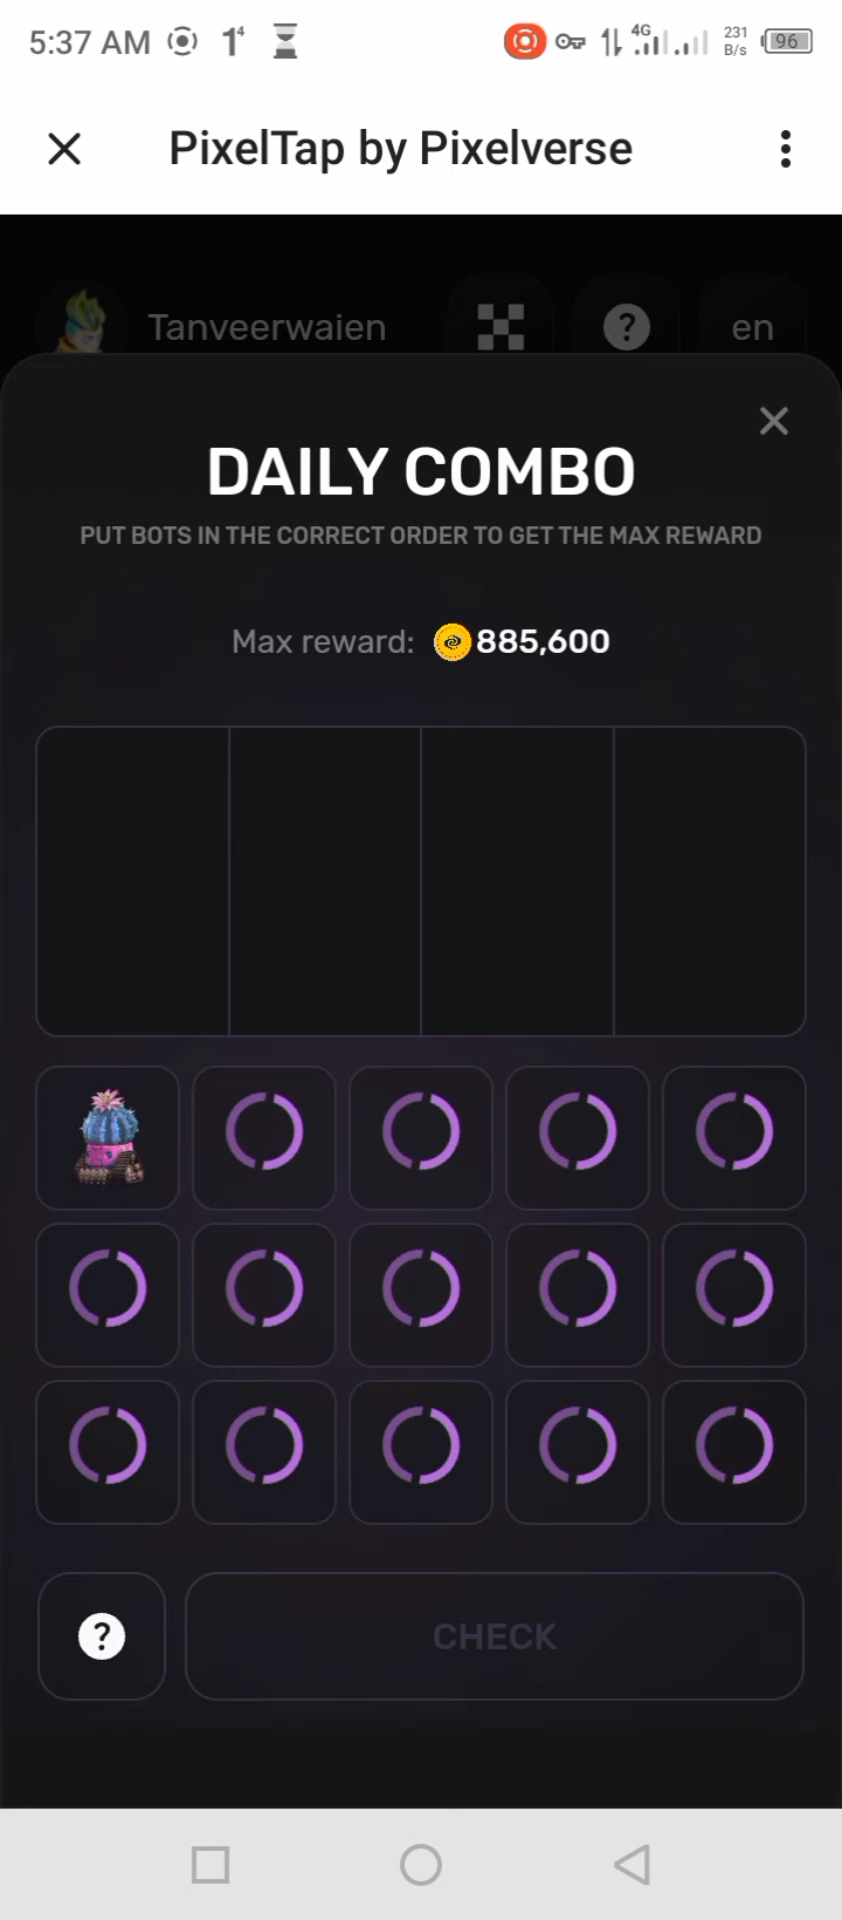 5:37 AM 1⁴ 4G 231 B/s 96
PixelTap by Pixelverse
Tanveerwaien ? en
DAILY COMBO
PUT BOTS IN THE CORRECT ORDER TO GET THE MAX REWARD
Max reward: 885,600
? CHECK